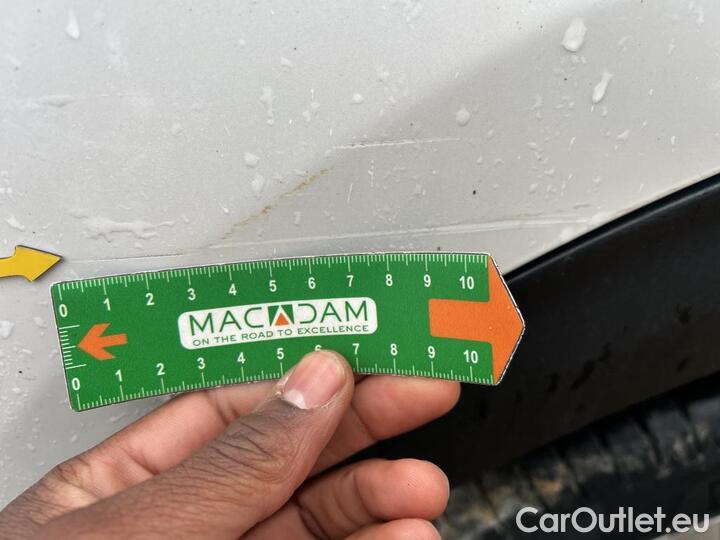 0 1 2 3 4 5 6 7 8 9 10
MACADAM
ON THE ROAD TO EXCELLENCE
0 1 2 3 4 5 6 7 8 9 10
CarOutlet.eu